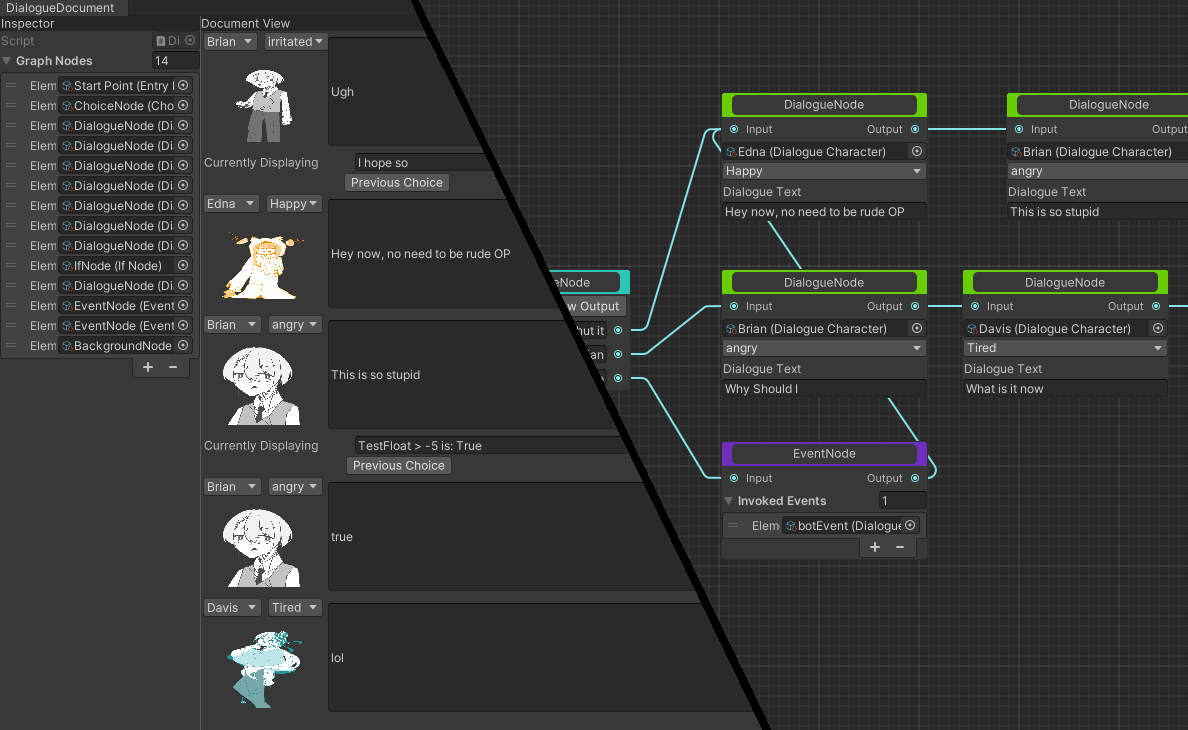 DialogueDocument
Inspector
Script
Di
Graph Nodes
14
Elem Start Point (Entry
Elem ChoiceNode (Cho
Elem DialogueNode (Di
Elem DialogueNode (Di
Elem DialogueNode (Di
Elem DialogueNode (Di
Elem DialogueNode (Di
Elem DialogueNode (Di
Elem DialogueNode (Di
Elem IfNode (If Node)
Elem DialogueNode (Di
Elem EventNode (Event
Elem EventNode (Event
Elem BackgroundNode
+ −
Document View
Brian irritated
Ugh
Currently Displaying I hope so
Previous Choice
Edna Happy
Hey now, no need to be rude OP
Brian angry
This is so stupid
Currently Displaying TestFloat > -5 is: True
Previous Choice
Brian angry
true
Davis Tired
lol
eNode
w Output
hut it
an
DialogueNode
Input Output
Edna (Dialogue Character)
Happy
Dialogue Text
Hey now, no need to be rude OP
DialogueNode
Input Output
Brian (Dialogue Character)
angry
Dialogue Text
This is so stupid
DialogueNode
Input Output
Brian (Dialogue Character)
angry
Dialogue Text
Why Should I
DialogueNode
Input Output
Davis (Dialogue Character)
Tired
Dialogue Text
What is it now
EventNode
Input Output
Invoked Events 1
Elem botEvent (Dialogue
+ −